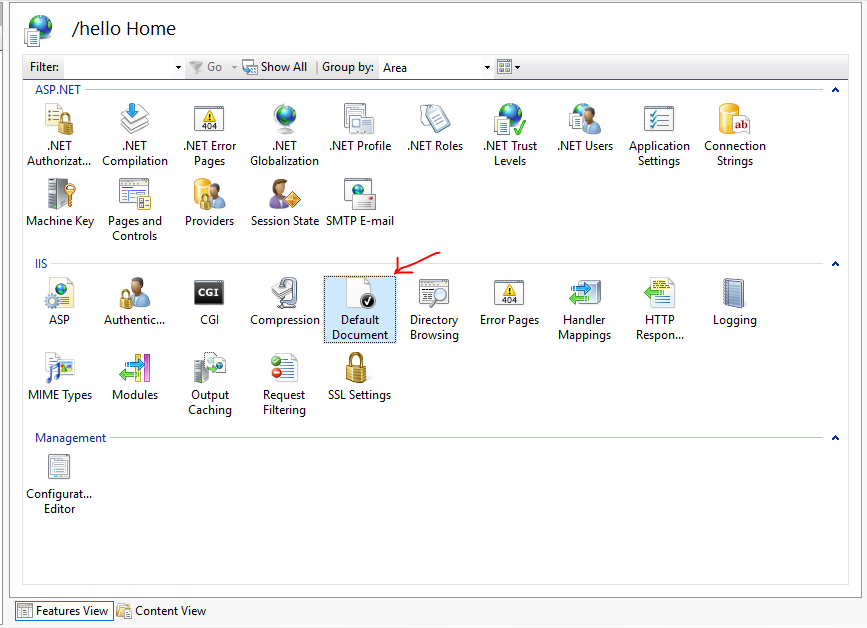 /hello Home
Filter: Go Show All Group by: Area
ASP.NET
.NET Authorizat...
.NET Compilation
.NET Error Pages
404
.NET Globalization
.NET Profile
.NET Roles
.NET Trust Levels
.NET Users
Application Settings
Connection Strings
ab
Machine Key
Pages and Controls
Providers
Session State
SMTP E-mail
IIS
ASP
Authentic...
CGI
CGI
Compression
Default Document
Directory Browsing
Error Pages
404
Handler Mappings
HTTP Respon...
Logging
MIME Types
Modules
Output Caching
Request Filtering
SSL Settings
Management
Configurat... Editor
Features View
Content View